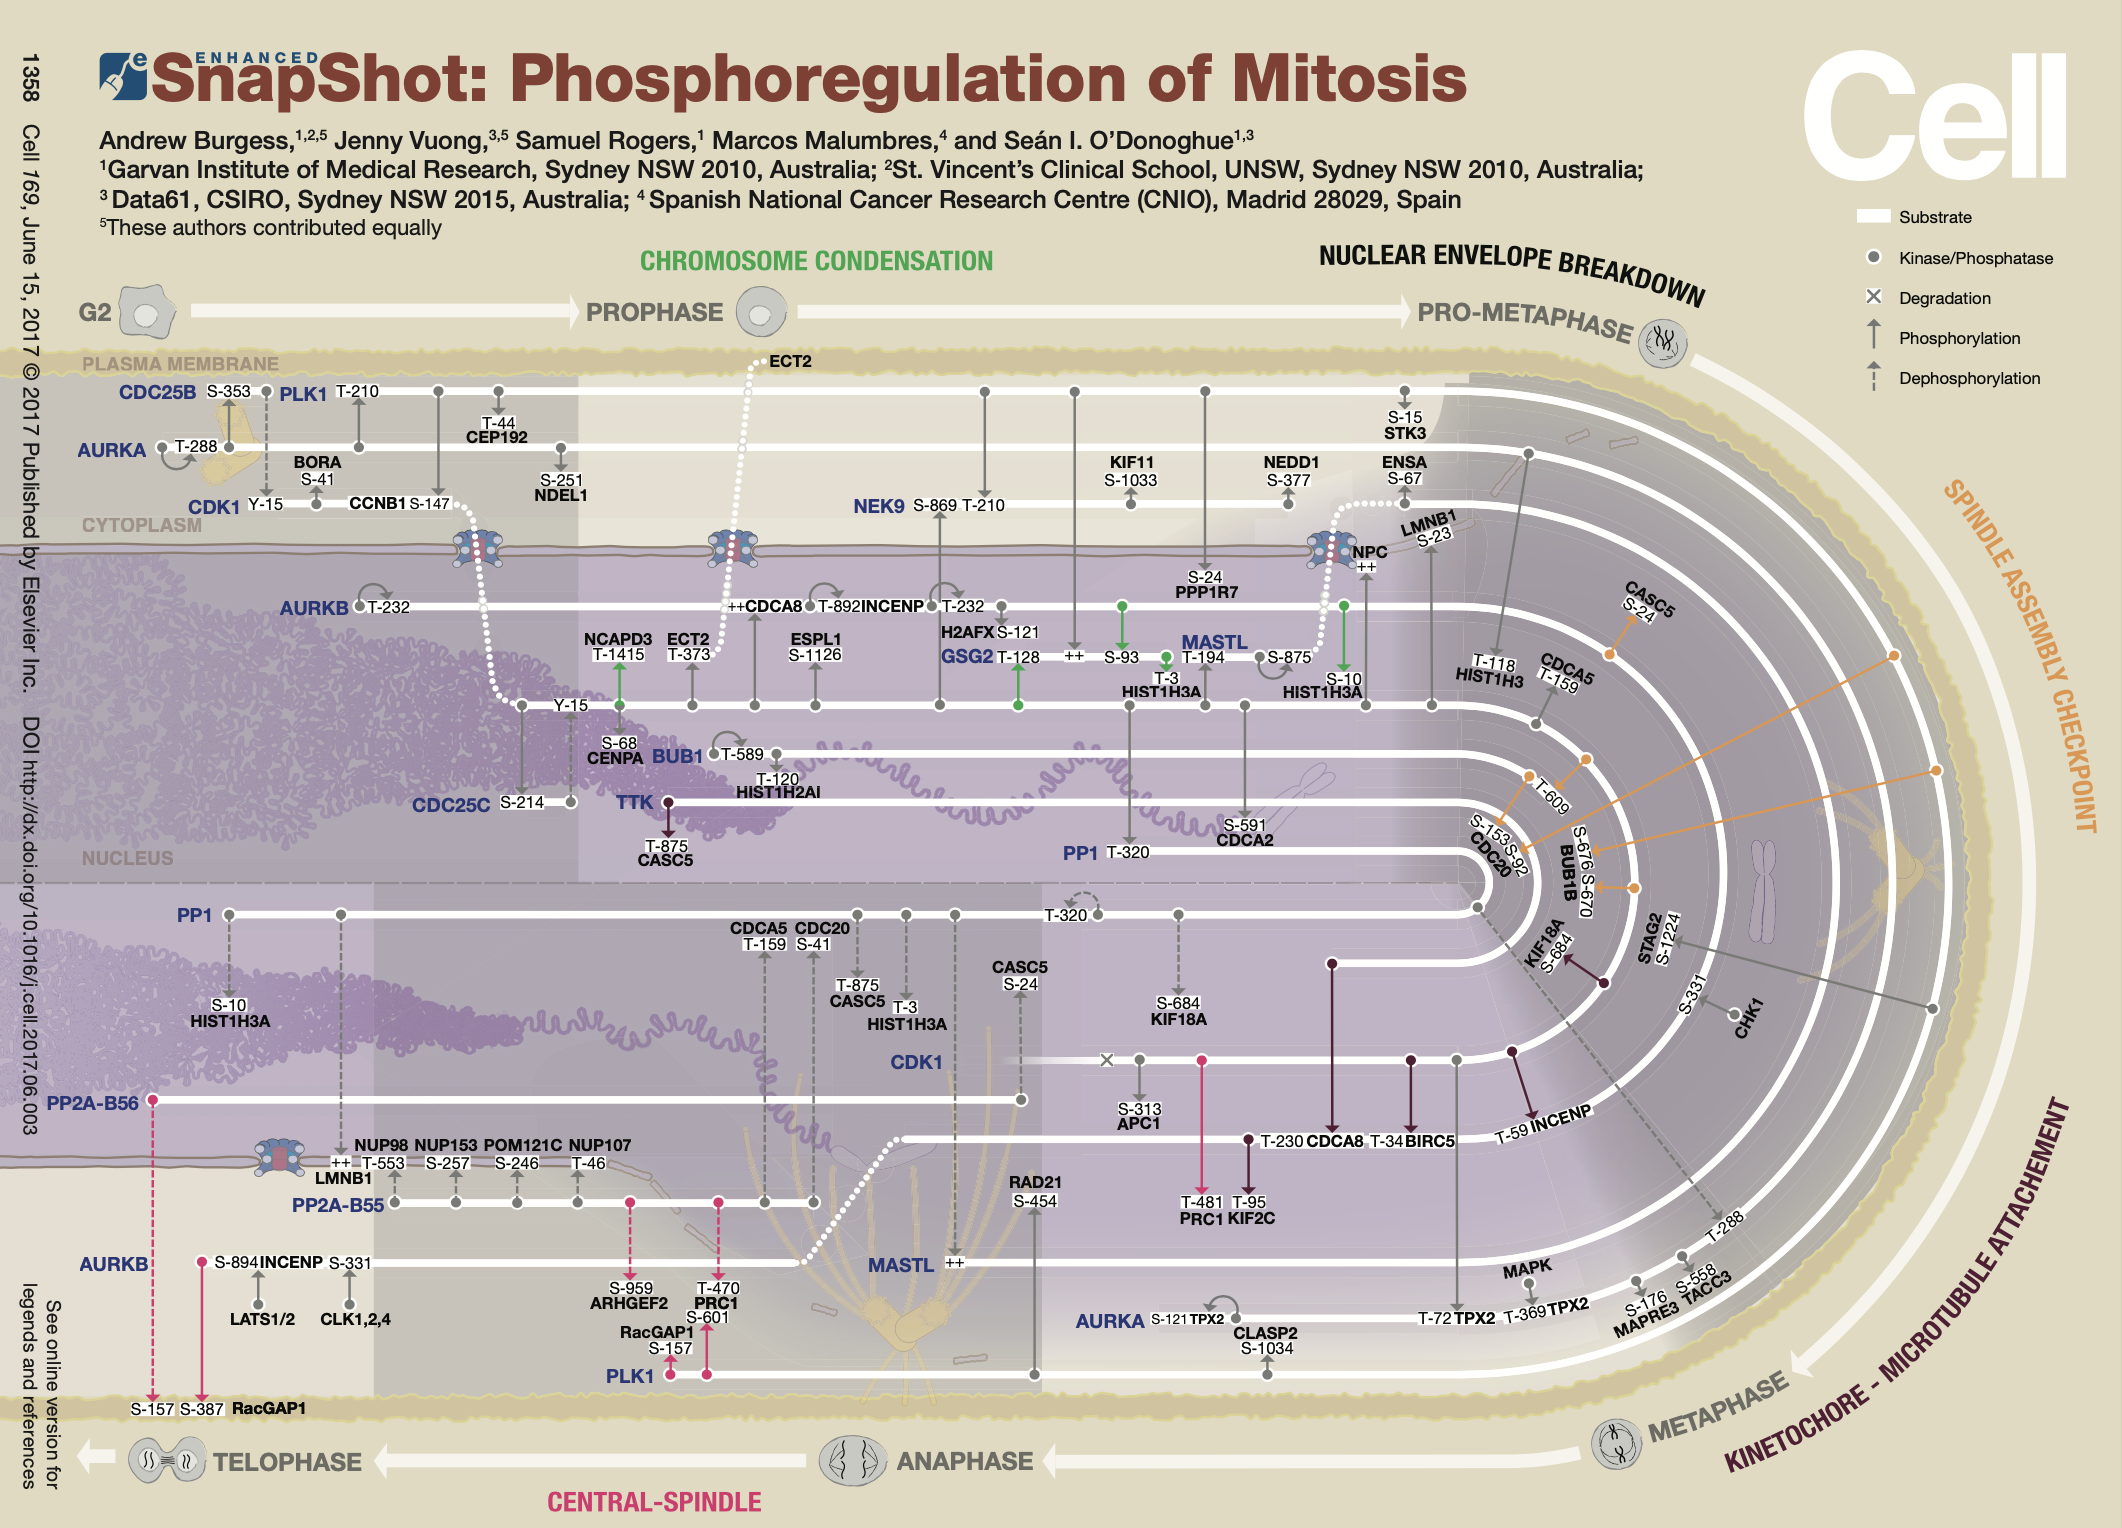 ENHANCED
e
SnapShot: Phosphoregulation of Mitosis
Cell
Andrew Burgess,1,2,5 Jenny Vuong,3,5 Samuel Rogers,1 Marcos Malumbres,4 and Seán I. O’Donoghue1,3
1Garvan Institute of Medical Research, Sydney NSW 2010, Australia; 2St. Vincent’s Clinical School, UNSW, Sydney NSW 2010, Australia;
3 Data61, CSIRO, Sydney NSW 2015, Australia; 4 Spanish National Cancer Research Centre (CNIO), Madrid 28029, Spain
5These authors contributed equally
1358 Cell 169, June 15, 2017 © 2017 Published by Elsevier Inc. DOI http://dx.doi.org/10.1016/j.cell.2017.06.003
See online version for
legends and references
Substrate
Kinase/Phosphatase
Degradation
Phosphorylation
Dephosphorylation
CHROMOSOME CONDENSATION
NUCLEAR ENVELOPE BREAKDOWN
G2
PROPHASE
PRO-METAPHASE
PLASMA MEMBRANE
ECT2
CDC25B S-353 PLK1 T-210
T-44
CEP192
S-15
STK3
AURKA T-288
BORA
S-41
S-251
NDEL1
KIF11
S-1033
NEDD1
S-377
ENSA
S-67
CDK1 Y-15 CCNB1 S-147
NEK9 S-869 T-210
CYTOPLASM
LMNB1
S-23
NPC
++
S-24
PPP1R7
AURKB T-232 ++CDCA8 T-892 INCENP T-232
H2AFX S-121
NCAPD3
T-1415
ECT2
T-373
ESPL1
S-1126
GSG2 T-128 ++ S-93
MASTL
T-194 S-875
T-3
HIST1H3A
S-10
HIST1H3A
T-118
HIST1H3
CASC5
S-24
CDCA5
T-159
Y-15
S-68
CENPA
BUB1 T-589
T-120
HIST1H2AI
CDC25C S-214
TTK
T-875
CASC5
S-591
CDCA2
PP1 T-320
T-609
S-153 S-92
CDC20
S-676 S-670
BUB1B
SPINDLE ASSEMBLY CHECKPOINT
NUCLEUS
PP1
T-320
CDCA5
T-159
CDC20
S-41
S-10
HIST1H3A
T-875
CASC5
T-3
HIST1H3A
CASC5
S-24
S-684
KIF18A
KIF18A
S-684
STAG2
S-1224
S-331
CHK1
CDK1
S-313
APC1
PP2A-B56
T-230 CDCA8 T-34 BIRC5
T-59 INCENP
NUP98
T-553
NUP153
S-257
POM121C
S-246
NUP107
T-46
++
LMNB1
PP2A-B55
RAD21
S-454
T-481
PRC1
T-95
KIF2C
AURKB S-894 INCENP S-331
LATS1/2
CLK1,2,4
S-959
ARHGEF2
T-470
PRC1
S-601
RacGAP1
S-157
MASTL ++
T-288
S-558
TACC3
S-176
MAPRE3
MAPK
T-369 TPX2
AURKA S-121 TPX2
T-72 TPX2
CLASP2
S-1034
PLK1
S-157 S-387 RacGAP1
TELOPHASE
ANAPHASE
METAPHASE
KINETOCHORE - MICROTUBULE ATTACHEMENT
CENTRAL-SPINDLE